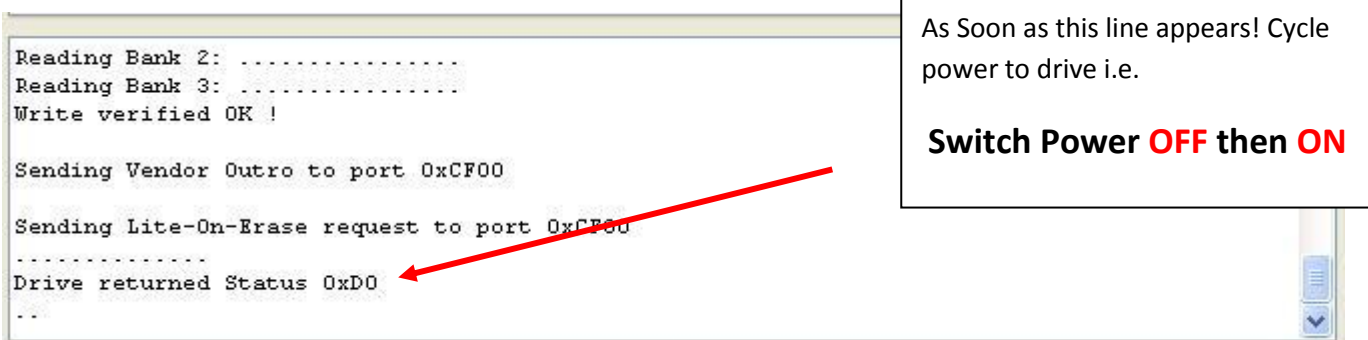 Reading Bank 2: ................
Reading Bank 3: ................
Write verified OK !
Sending Vendor Outro to port 0xCF00
Sending Lite-On-Erase request to port 0xCF00
..............
Drive returned Status 0xD0
..
As Soon as this line appears! Cycle
power to drive i.e.
Switch Power OFF then ON